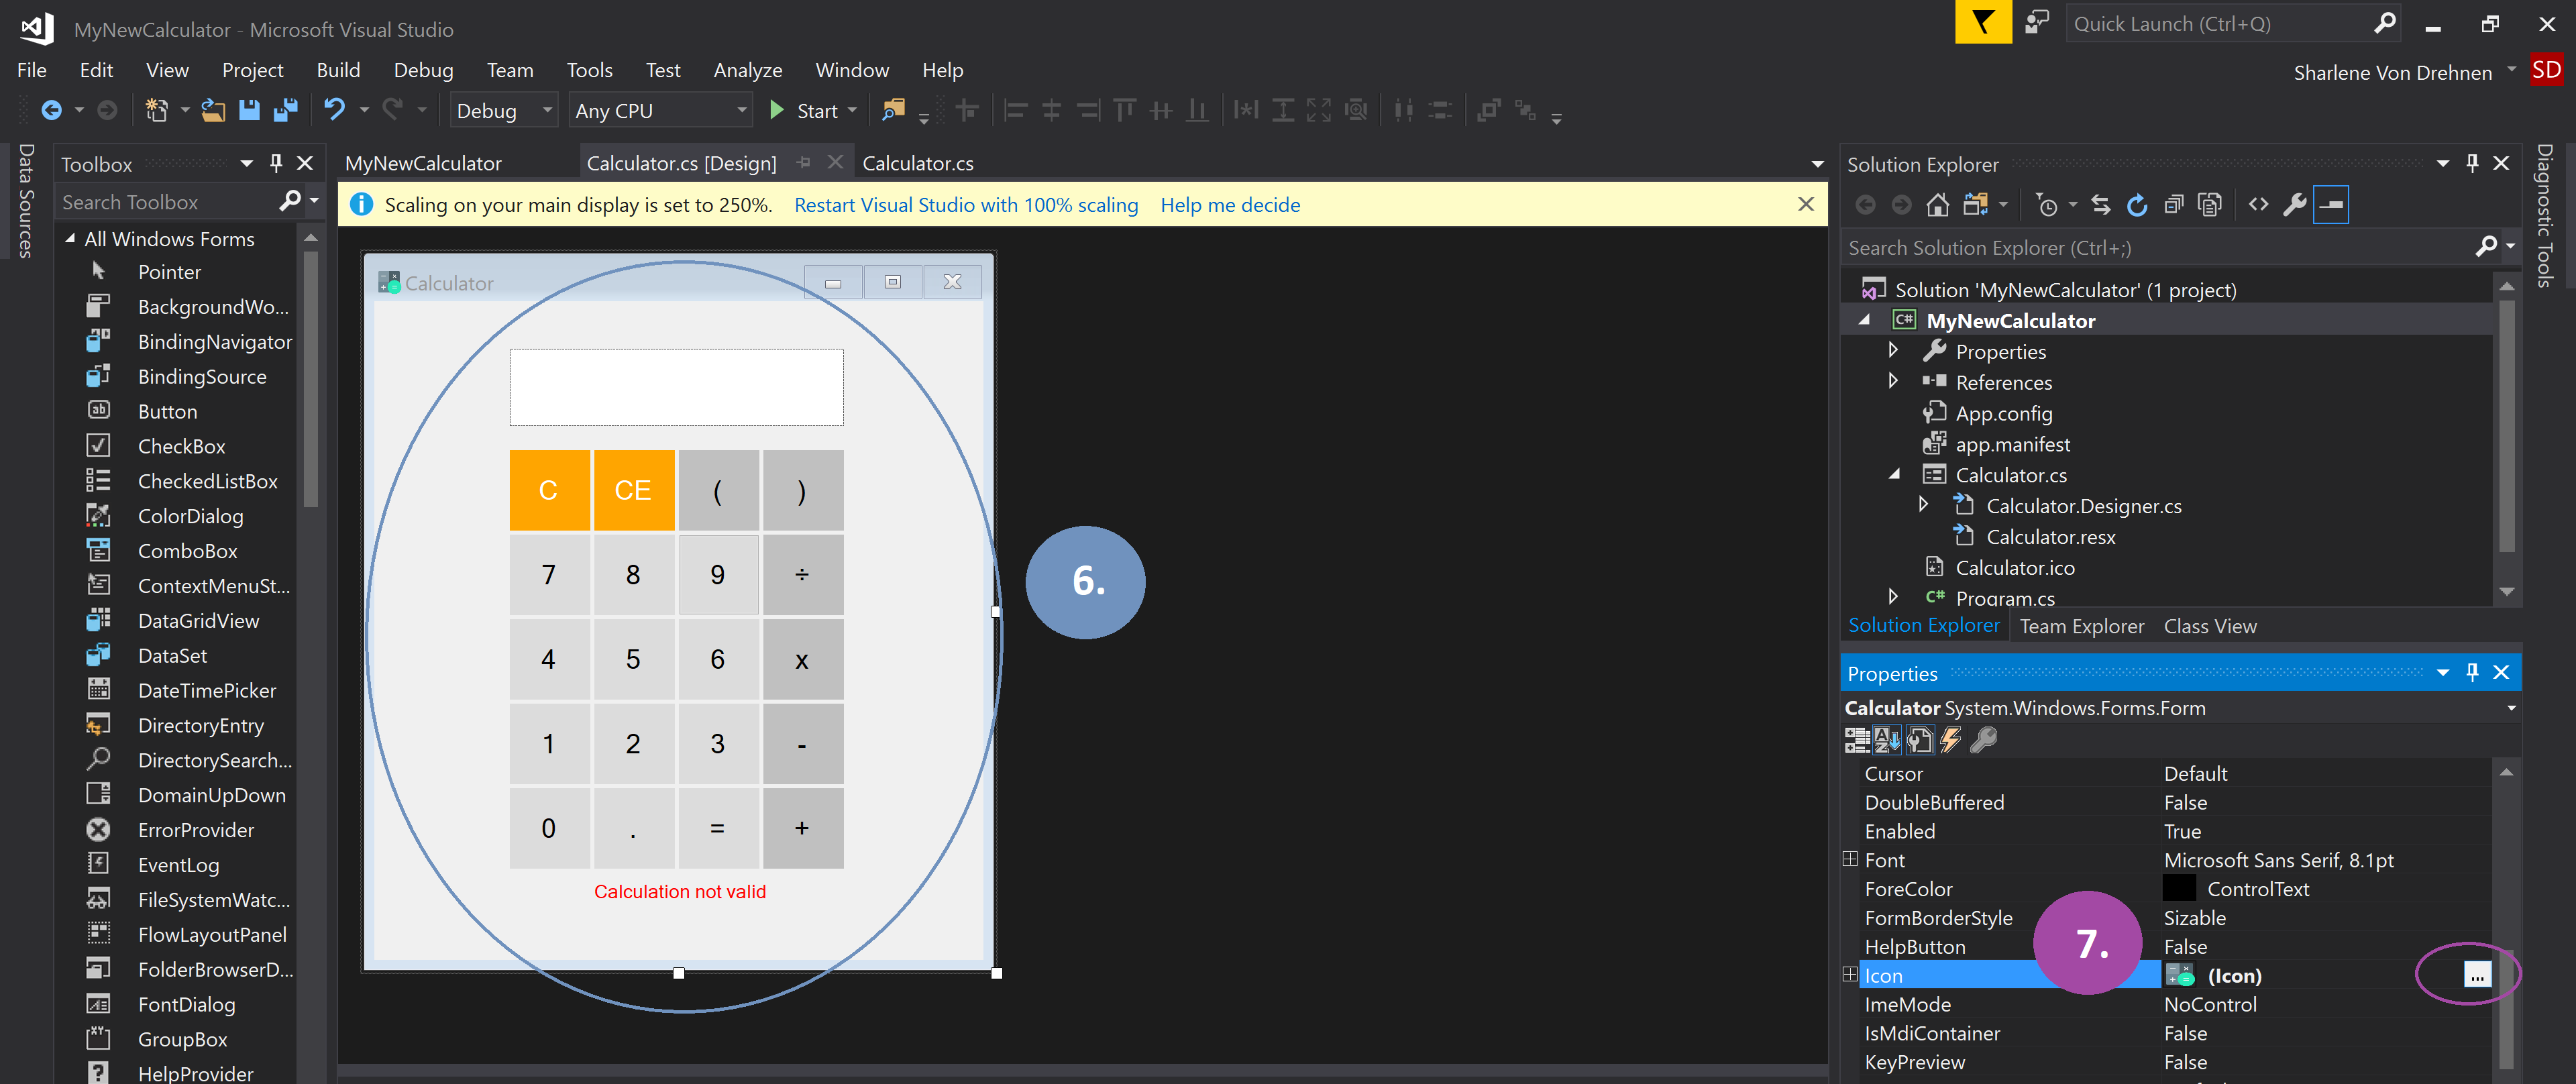 MyNewCalculator - Microsoft Visual Studio
Quick Launch (Ctrl+Q)
File Edit View Project Build Debug Team Tools Test Analyze Window Help
Sharlene Von Drehnen SD
Debug Any CPU Start
Data Sources
Toolbox
Search Toolbox
All Windows Forms
Pointer
BackgroundWo...
BindingNavigator
BindingSource
Button
CheckBox
CheckedListBox
ColorDialog
ComboBox
ContextMenuSt...
DataGridView
DataSet
DateTimePicker
DirectoryEntry
DirectorySearch...
DomainUpDown
ErrorProvider
EventLog
FileSystemWatc...
FlowLayoutPanel
FolderBrowserD...
FontDialog
GroupBox
HelpProvider
MyNewCalculator Calculator.cs [Design] Calculator.cs
Scaling on your main display is set to 250%. Restart Visual Studio with 100% scaling Help me decide
Calculator
C CE ( )
7 8 9 ÷
4 5 6 x
1 2 3 -
0 . = +
Calculation not valid
6.
Solution Explorer
Search Solution Explorer (Ctrl+;)
Solution 'MyNewCalculator' (1 project)
C# MyNewCalculator
Properties
References
App.config
app.manifest
Calculator.cs
Calculator.Designer.cs
Calculator.resx
Calculator.ico
C# Program.cs
Solution Explorer Team Explorer Class View
Properties
Calculator System.Windows.Forms.Form
Cursor Default
DoubleBuffered False
Enabled True
Font Microsoft Sans Serif, 8.1pt
ForeColor ControlText
FormBorderStyle Sizable
HelpButton False
7.
Icon (Icon) ...
ImeMode NoControl
IsMdiContainer False
KeyPreview False
Diagnostic Tools